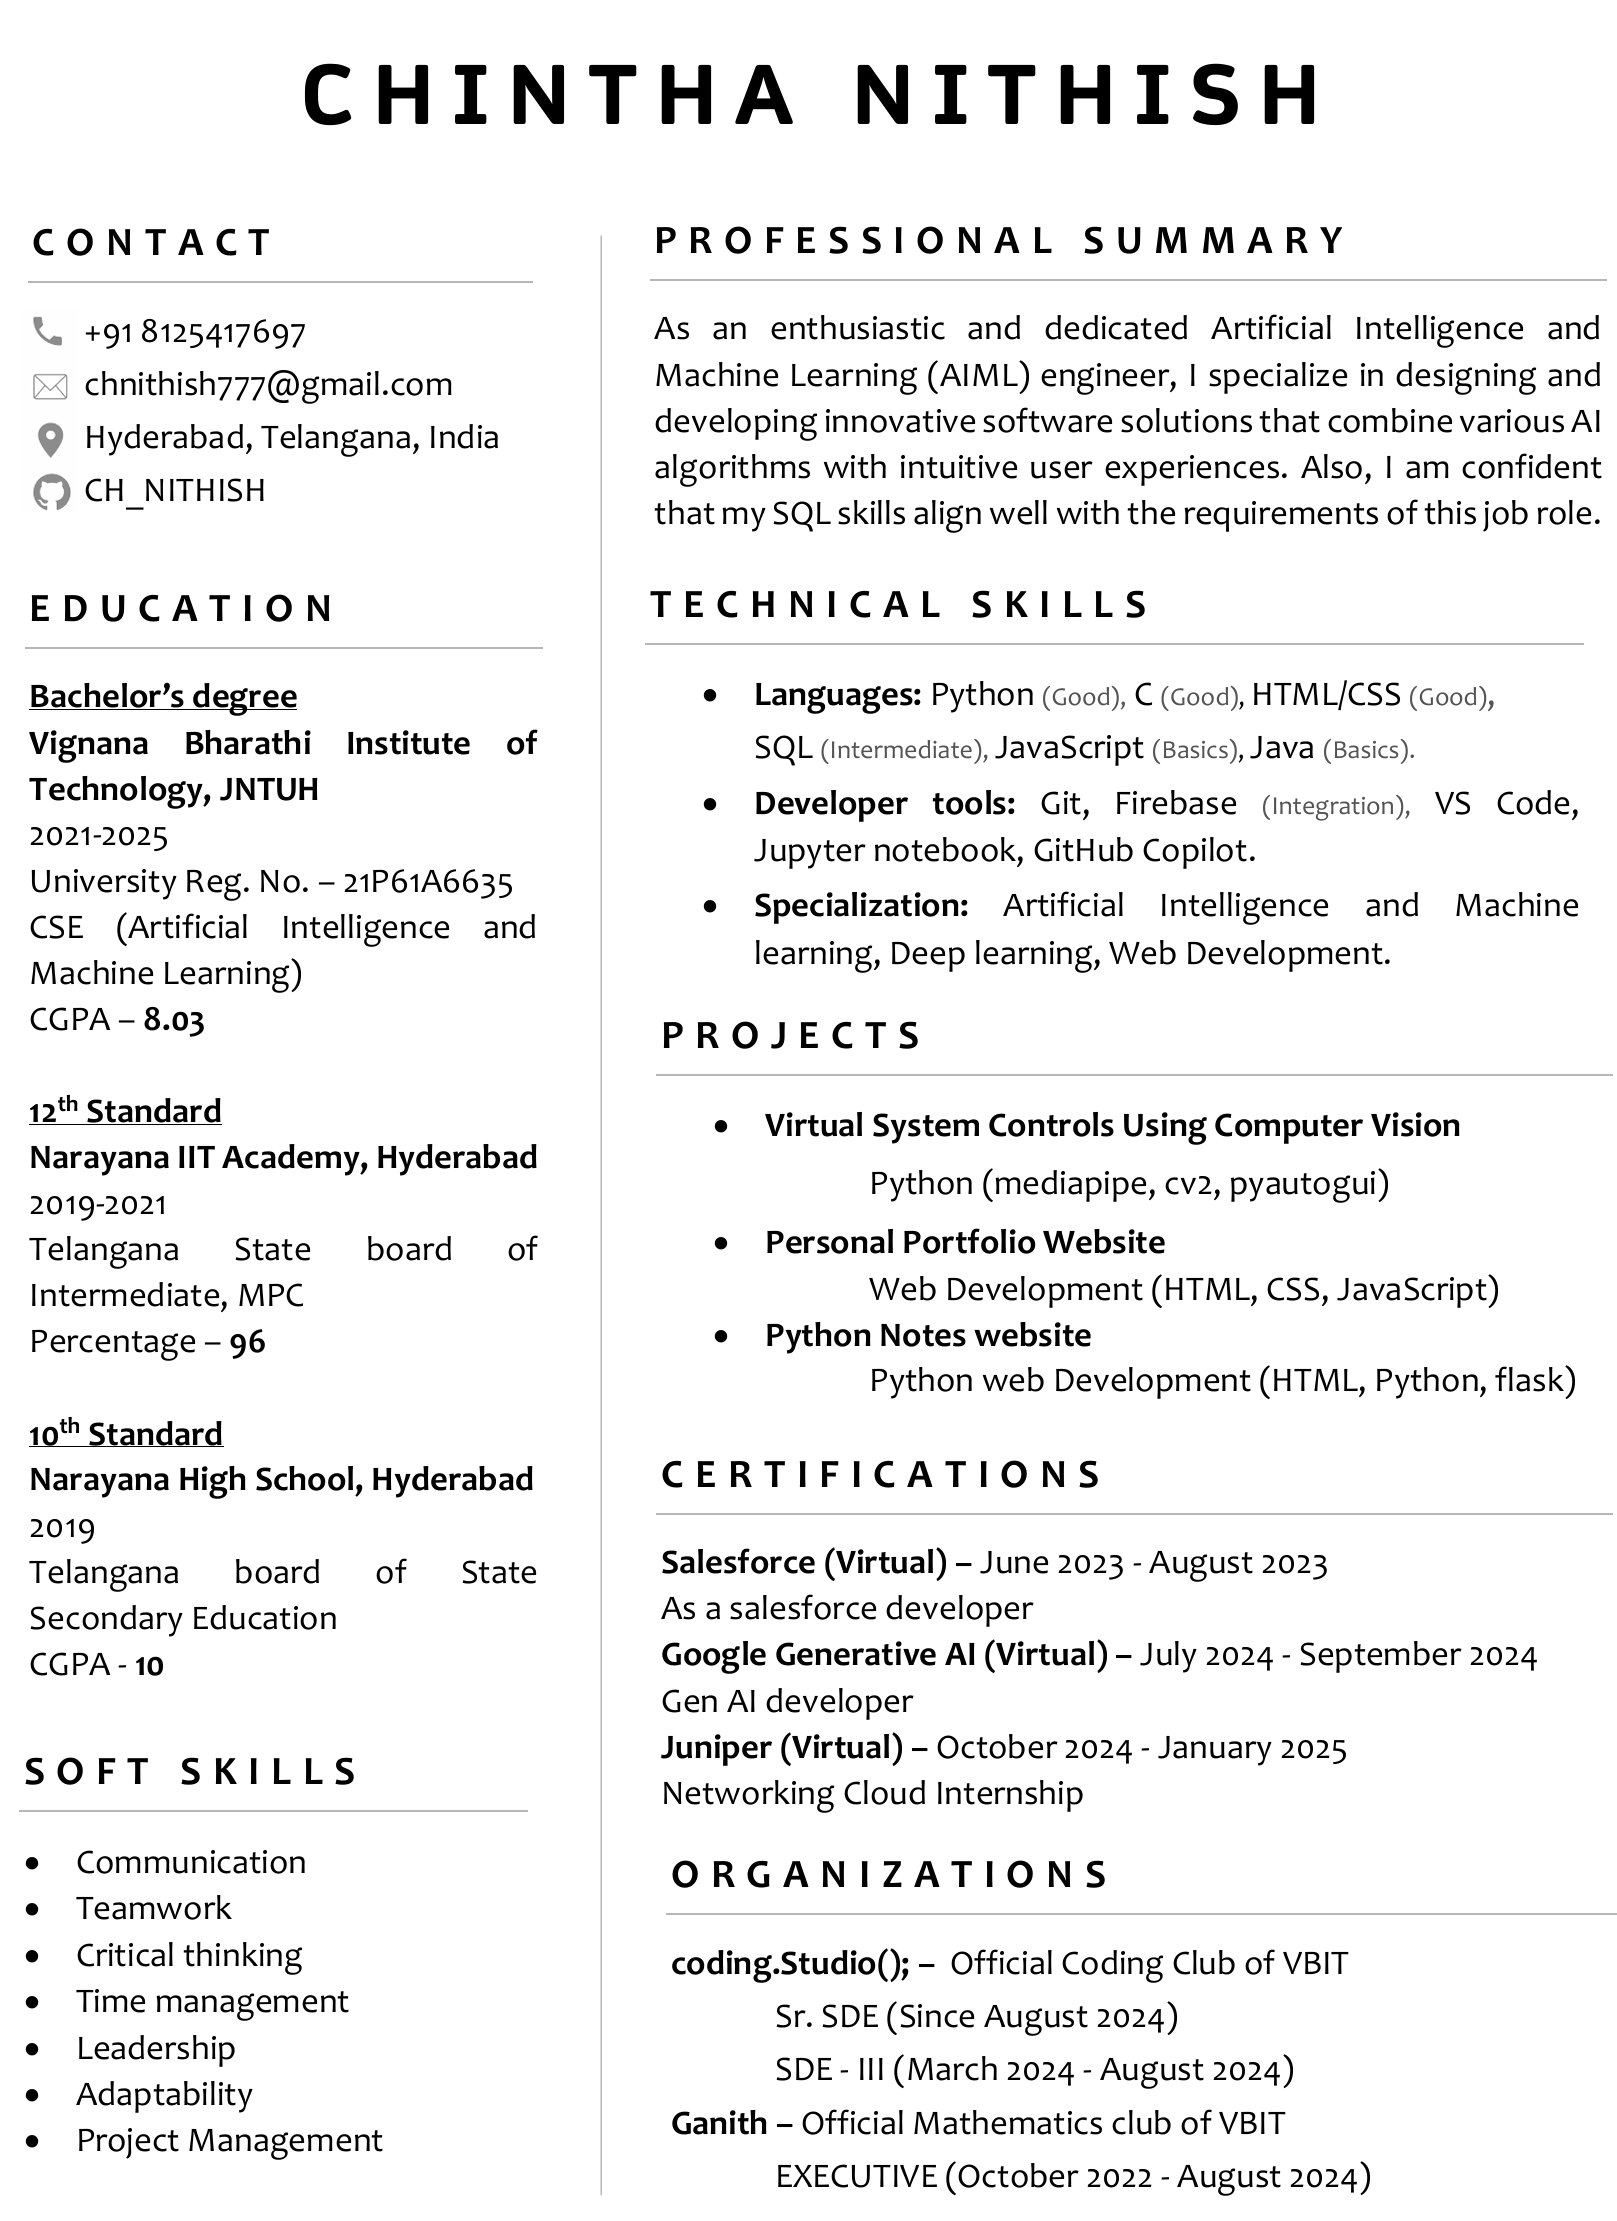 CHINTHA NITHISH
CONTACT
+91 8125417697
chnithish777@gmail.com
Hyderabad, Telangana, India
CH_NITHISH
EDUCATION
Bachelor’s degree
Vignana Bharathi Institute of
Technology, JNTUH
2021-2025
University Reg. No. – 21P61A6635
CSE (Artificial Intelligence and
Machine Learning)
CGPA – 8.03
12th Standard
Narayana IIT Academy, Hyderabad
2019-2021
Telangana State board of
Intermediate, MPC
Percentage – 96
10th Standard
Narayana High School, Hyderabad
2019
Telangana board of State
Secondary Education
CGPA - 10
SOFT SKILLS
• Communication
• Teamwork
• Critical thinking
• Time management
• Leadership
• Adaptability
• Project Management
PROFESSIONAL SUMMARY
As an enthusiastic and dedicated Artificial Intelligence and
Machine Learning (AIML) engineer, I specialize in designing and
developing innovative software solutions that combine various AI
algorithms with intuitive user experiences. Also, I am confident
that my SQL skills align well with the requirements of this job role.
TECHNICAL SKILLS
• Languages: Python (Good), C (Good), HTML/CSS (Good),
SQL (Intermediate), JavaScript (Basics), Java (Basics).
• Developer tools: Git, Firebase (Integration), VS Code,
Jupyter notebook, GitHub Copilot.
• Specialization: Artificial Intelligence and Machine
learning, Deep learning, Web Development.
PROJECTS
• Virtual System Controls Using Computer Vision
Python (mediapipe, cv2, pyautogui)
• Personal Portfolio Website
Web Development (HTML, CSS, JavaScript)
• Python Notes website
Python web Development (HTML, Python, flask)
CERTIFICATIONS
Salesforce (Virtual) – June 2023 - August 2023
As a salesforce developer
Google Generative AI (Virtual) – July 2024 - September 2024
Gen AI developer
Juniper (Virtual) – October 2024 - January 2025
Networking Cloud Internship
ORGANIZATIONS
coding.Studio(); – Official Coding Club of VBIT
Sr. SDE (Since August 2024)
SDE - III (March 2024 - August 2024)
Ganith – Official Mathematics club of VBIT
EXECUTIVE (October 2022 - August 2024)